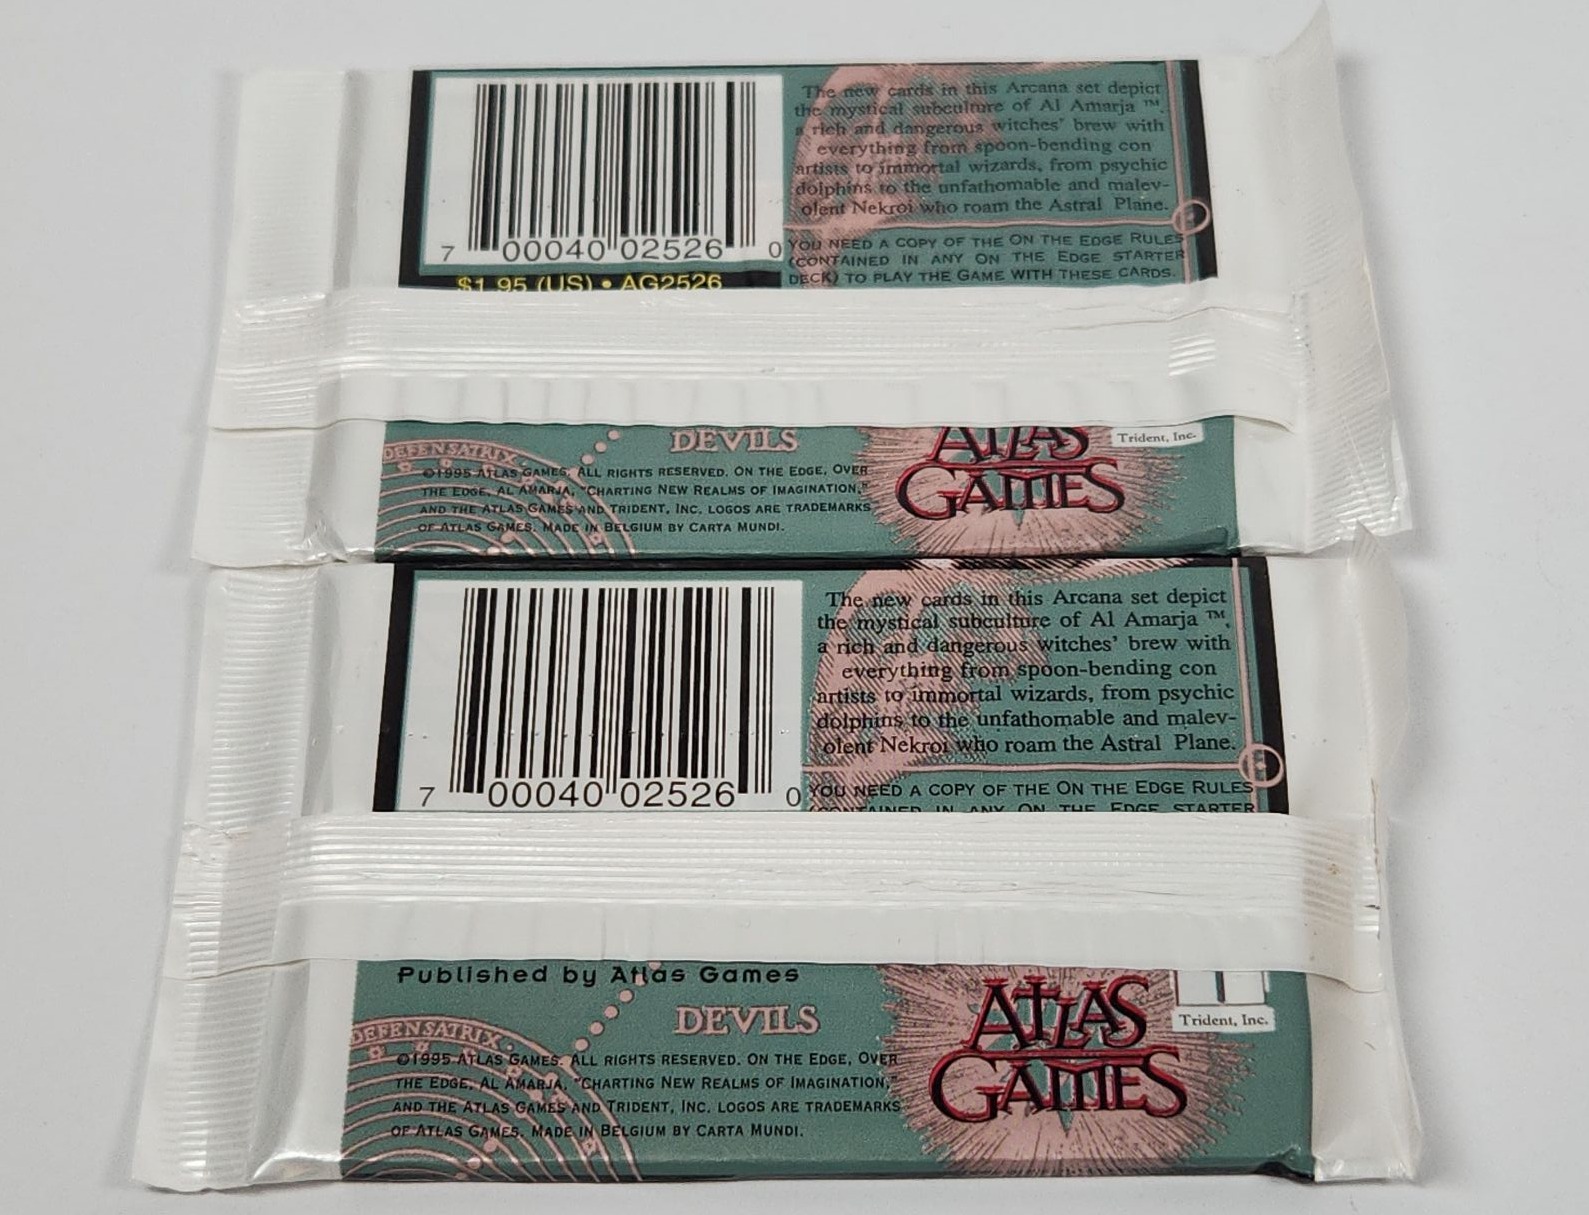 The new cards in this Arcana set depict
the mystical subculture of Al Amarja ™,
a rich and dangerous witches' brew with
everything from spoon-bending con
artists to immortal wizards, from psychic
dolphins to the unfathomable and malev-
olent Nekroi who roam the Astral Plane.
YOU NEED A COPY OF THE ON THE EDGE RULES
(CONTAINED IN ANY ON THE EDGE STARTER
DECK) TO PLAY THE GAME WITH THESE CARDS.
7 00040 02526 0
$1.95 (US) • AG2526
DEFENSATRIX
DEVILS
©1995 ATLAS GAMES. ALL RIGHTS RESERVED. ON THE EDGE, OVER
THE EDGE, AL AMARJA, "CHARTING NEW REALMS OF IMAGINATION,"
AND THE ATLAS GAMES AND TRIDENT, INC. LOGOS ARE TRADEMARKS
OF ATLAS GAMES. MADE IN BELGIUM BY CARTA MUNDI.
ATLAS
GAMES
Trident, Inc.
The new cards in this Arcana set depict
the mystical subculture of Al Amarja ™,
a rich and dangerous witches' brew with
everything from spoon-bending con
artists to immortal wizards, from psychic
dolphins to the unfathomable and malev-
olent Nekroi who roam the Astral Plane.
YOU NEED A COPY OF THE ON THE EDGE RULES
(CONTAINED IN ANY ON THE EDGE STARTER
7 00040 02526 0
Published by Atlas Games
DEVILS
DEFENSATRIX
©1995 ATLAS GAMES. ALL RIGHTS RESERVED. ON THE EDGE, OVER
THE EDGE, AL AMARJA, "CHARTING NEW REALMS OF IMAGINATION,"
AND THE ATLAS GAMES AND TRIDENT, INC. LOGOS ARE TRADEMARKS
OF ATLAS GAMES. MADE IN BELGIUM BY CARTA MUNDI.
ATLAS
GAMES
Trident, Inc.